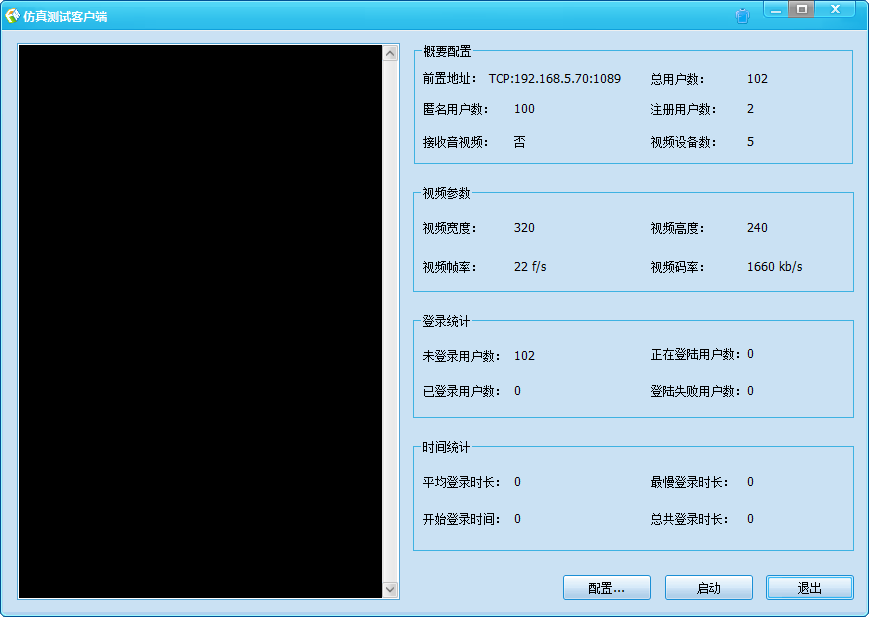 仿真测试客户端
概要配置
前置地址: TCP:192.168.5.70:1089 总用户数: 102
匿名用户数: 100 注册用户数: 2
接收音视频: 否 视频设备数: 5
视频参数
视频宽度: 320 视频高度: 240
视频帧率: 22 f/s 视频码率: 1660 kb/s
登录统计
未登录用户数: 102 正在登陆用户数: 0
已登录用户数: 0 登陆失败用户数: 0
时间统计
平均登录时长: 0 最慢登录时长: 0
开始登录时间: 0 总共登录时长: 0
配置... 启动 退出